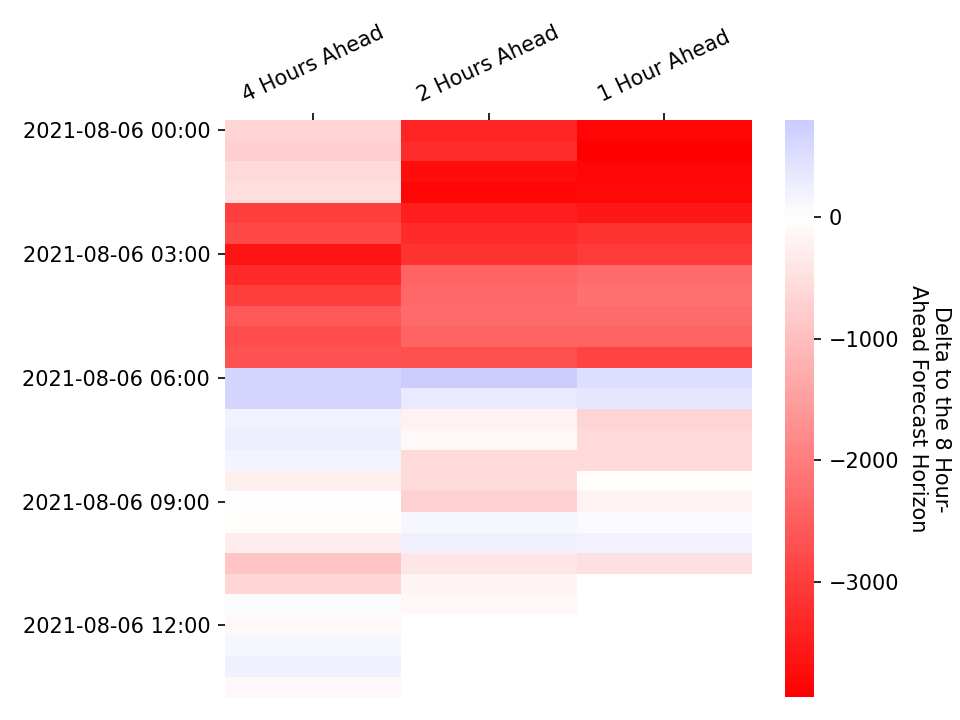 4 Hours Ahead
2 Hours Ahead
1 Hour Ahead
2021-08-06 00:00
2021-08-06 03:00
2021-08-06 06:00
2021-08-06 09:00
2021-08-06 12:00
0
−1000
−2000
−3000
Delta to the 8 Hour-
Ahead Forecast Horizon